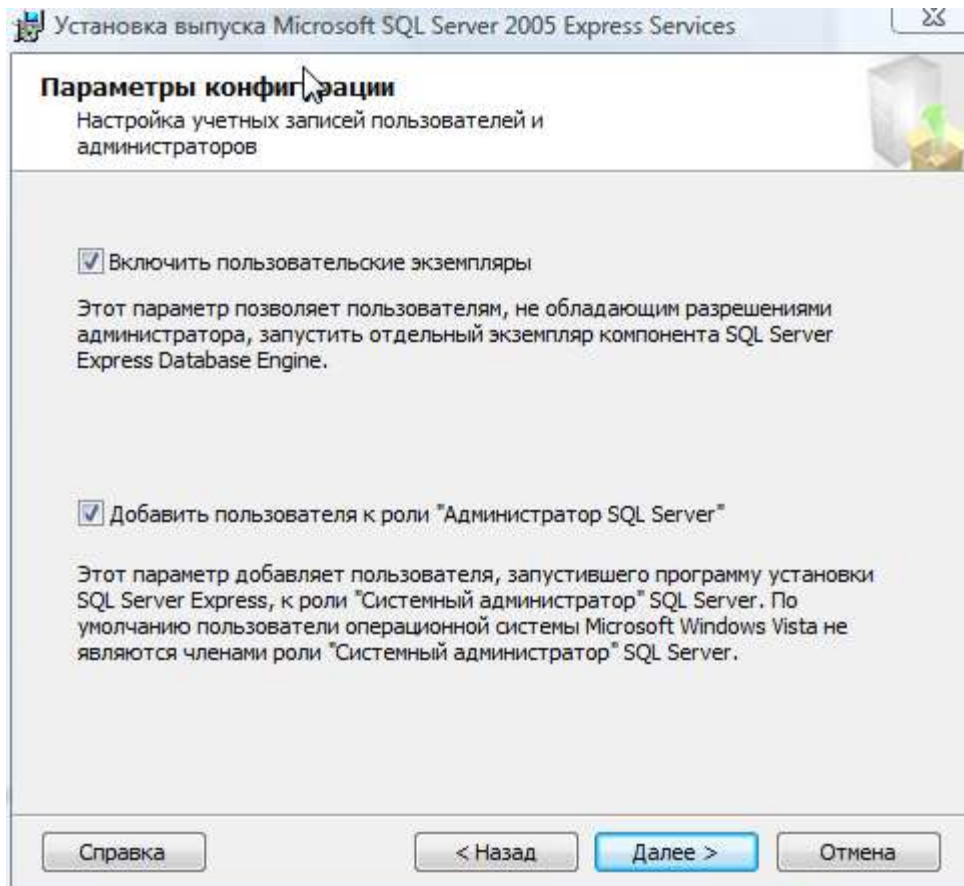 Установка выпуска Microsoft SQL Server 2005 Express Services
Параметры конфигурации
Настройка учетных записей пользователей и
администраторов
Включить пользовательские экземпляры
Этот параметр позволяет пользователям, не обладающим разрешениями
администратора, запустить отдельный экземпляр компонента SQL Server
Express Database Engine.
Добавить пользователя к роли "Администратор SQL Server"
Этот параметр добавляет пользователя, запустившего программу установки
SQL Server Express, к роли "Системный администратор" SQL Server. По
умолчанию пользователи операционной системы Microsoft Windows Vista не
являются членами роли "Системный администратор" SQL Server.
Справка
< Назад
Далее >
Отмена